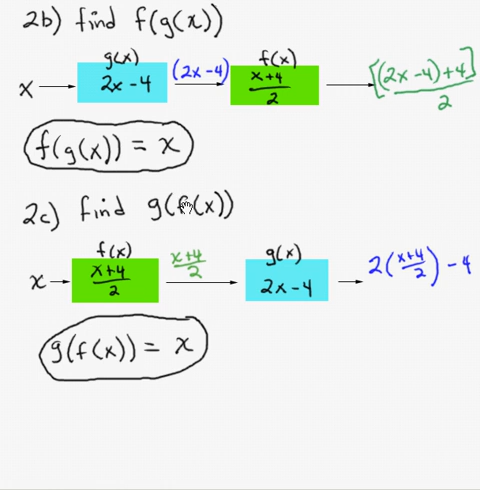 2b) find f(g(x))
g(x) (2x-4) f(x)
x 2x-4 x+4/2 [(2x-4)+4]/2
f(g(x)) = x
2c) find g(f(x))
f(x) x+4/2 g(x)
x x+4/2 2x-4 2(x+4/2)-4
g(f(x)) = x